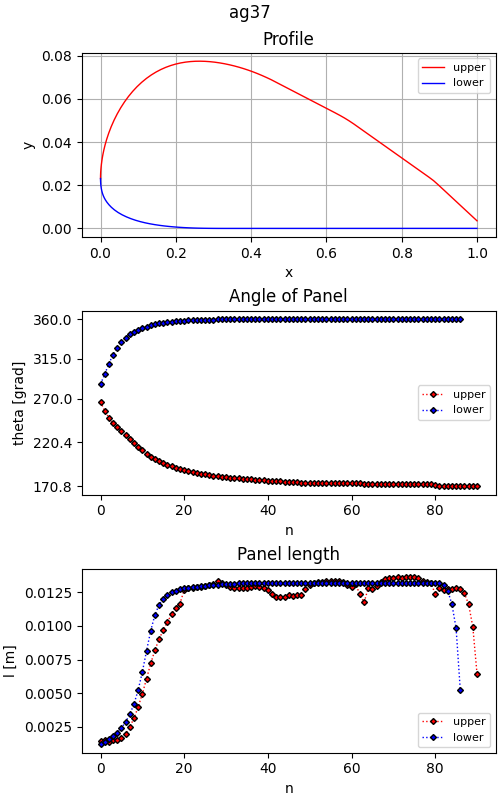 ag37
Profile
0.08
0.06
0.04
0.02
0.00
y
upper
lower
0.0 0.2 0.4 0.6 0.8 1.0
x
Angle of Panel
360.0
315.0
270.0
220.4
170.8
theta [grad]
upper
lower
0 20 40 60 80
n
Panel length
0.0125
0.0100
0.0075
0.0050
0.0025
l [m]
upper
lower
0 20 40 60 80
n